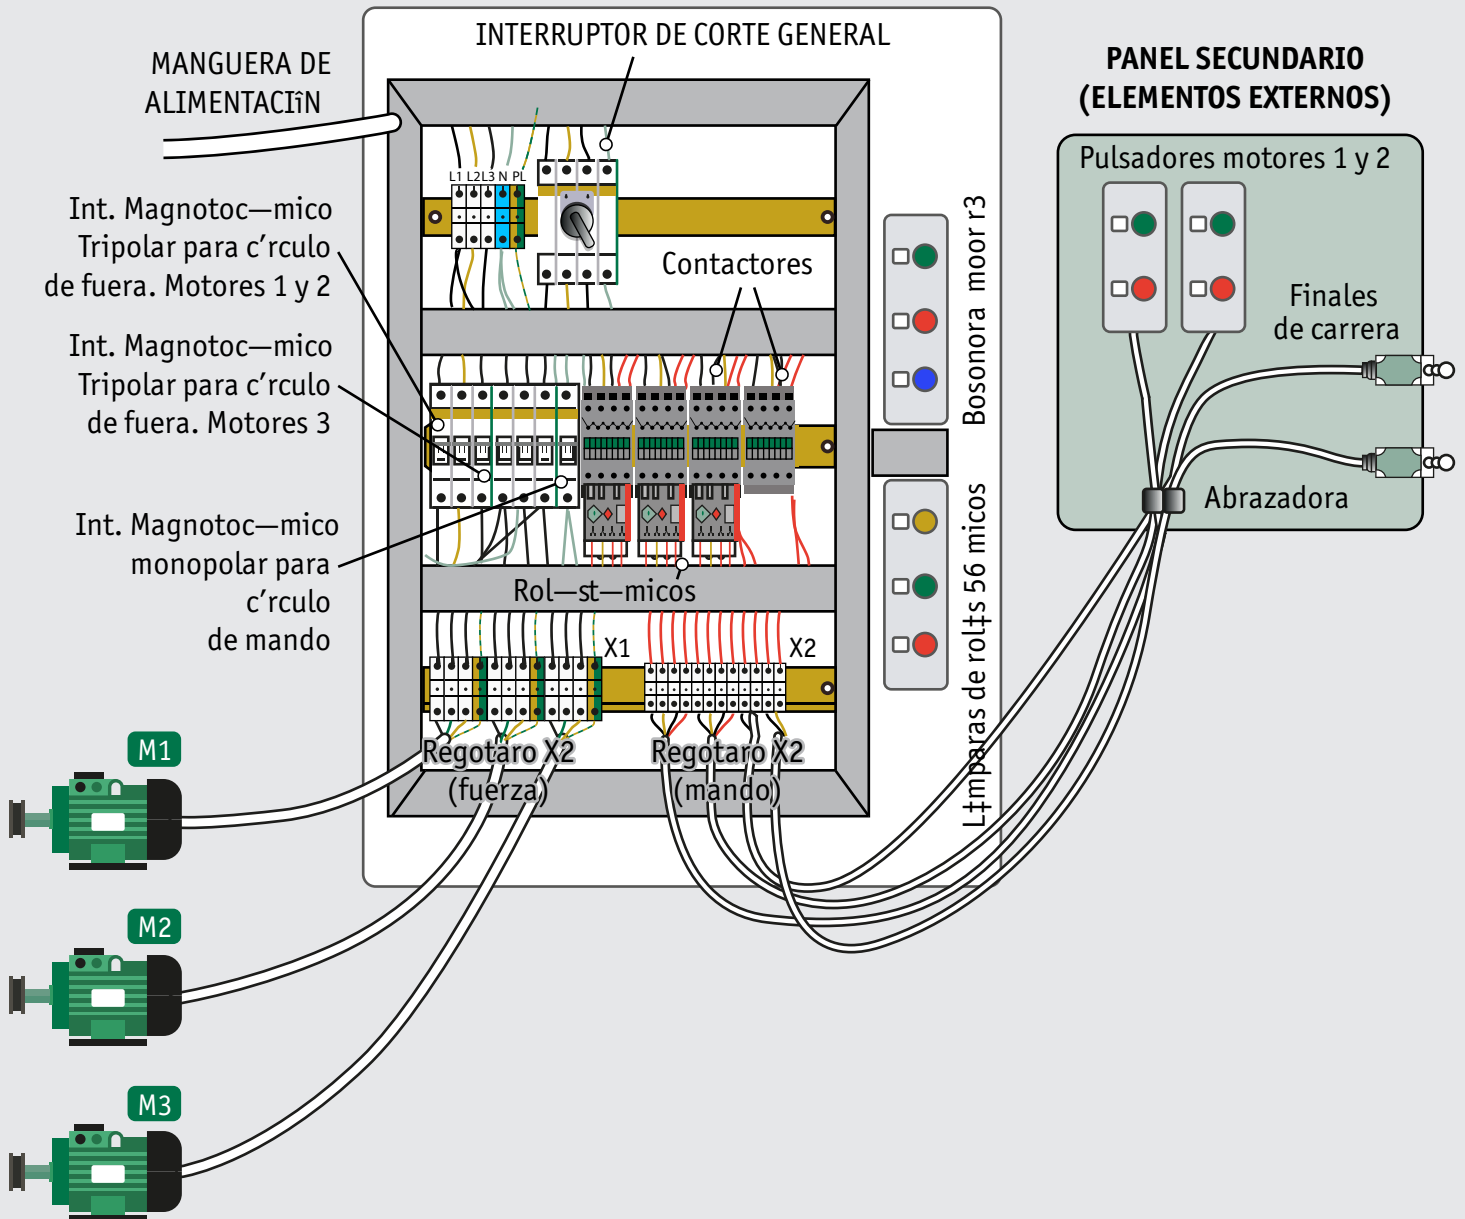 INTERRUPTOR DE CORTE GENERAL
MANGUERA DE
ALIMENTACIîN
PANEL SECUNDARIO
(ELEMENTOS EXTERNOS)
Pulsadores motores 1 y 2
L1 L2 L3 N PL
Int. Magnotoc—mico
Tripolar para c'rculo
de fuera. Motores 1 y 2
Contactores
Bosonora moor r3
Finales
de carrera
Int. Magnotoc—mico
Tripolar para c'rculo
de fuera. Motores 3
Abrazadora
Int. Magnotoc—mico
monopolar para
c'rculo
de mando
Rol—st—micos
L‡mparas de rol‡s 56 micos
X1
X2
Regotaro X2
(fuerza)
Regotaro X2
(mando)
M1
M2
M3